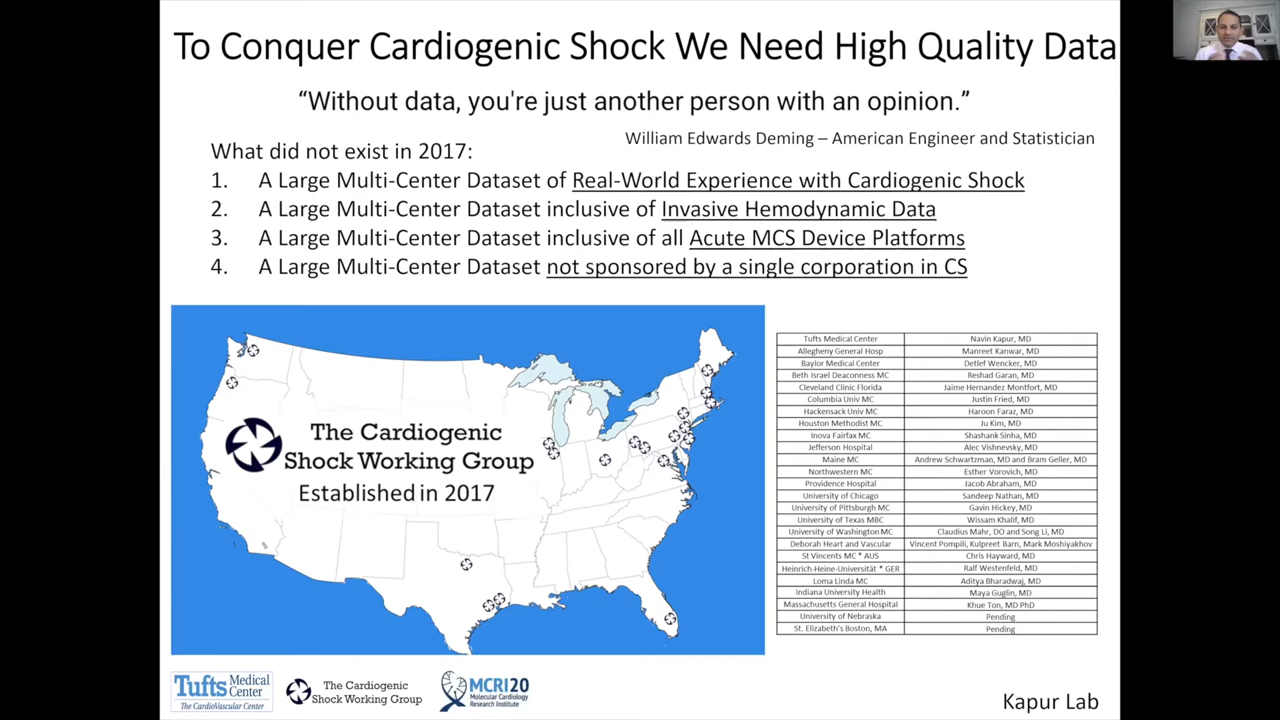 To Conquer Cardiogenic Shock We Need High Quality Data
“Without data, you're just another person with an opinion.”
William Edwards Deming – American Engineer and Statistician
What did not exist in 2017:
1. A Large Multi-Center Dataset of Real-World Experience with Cardiogenic Shock
2. A Large Multi-Center Dataset inclusive of Invasive Hemodynamic Data
3. A Large Multi-Center Dataset inclusive of all Acute MCS Device Platforms
4. A Large Multi-Center Dataset not sponsored by a single corporation in CS
The Cardiogenic
Shock Working Group
Established in 2017
Tufts Medical Center Navin Kapur, MD
Allegheny General Hosp Manreet Kanwar, MD
Baylor Medical Center Detlef Wencker, MD
Beth Israel Deaconness MC Reshad Garan, MD
Cleveland Clinic Florida Jaime Hernandez Montfort, MD
Columbia Univ MC Justin Fried, MD
Hackensack Univ MC Haroon Faraz, MD
Houston Methodist MC Ju Kim, MD
Inova Fairfax MC Shashank Sinha, MD
Jefferson Hospital Alec Vishnevsky, MD
Maine MC Andrew Schwartzman, MD and Bram Geller, MD
Northwestern MC Esther Vorovich, MD
Providence Hospital Jacob Abraham, MD
University of Chicago Sandeep Nathan, MD
University of Pittsburgh MC Gavin Hickey, MD
University of Texas MBC Wissam Khalif, MD
University of Washington MC Claudius Mahr, DO and Song Li, MD
Deborah Heart and Vascular Vincent Pompili, Kulpreet Barn, Mark Moshiyakhov
St Vincents MC * AUS Chris Hayward, MD
Heinrich-Heine-Universität * GER Ralf Westenfeld, MD
Loma Linda MC Aditya Bharadwaj, MD
Indiana University Health Maya Guglin, MD
Massachusetts General Hospital Khue Ton, MD PhD
University of Nebraska Pending
St. Elizabeth's Boston, MA Pending
Tufts Medical Center
The CardioVascular Center
The Cardiogenic
Shock Working Group
MCRI20
Molecular Cardiology
Research Institute
Kapur Lab